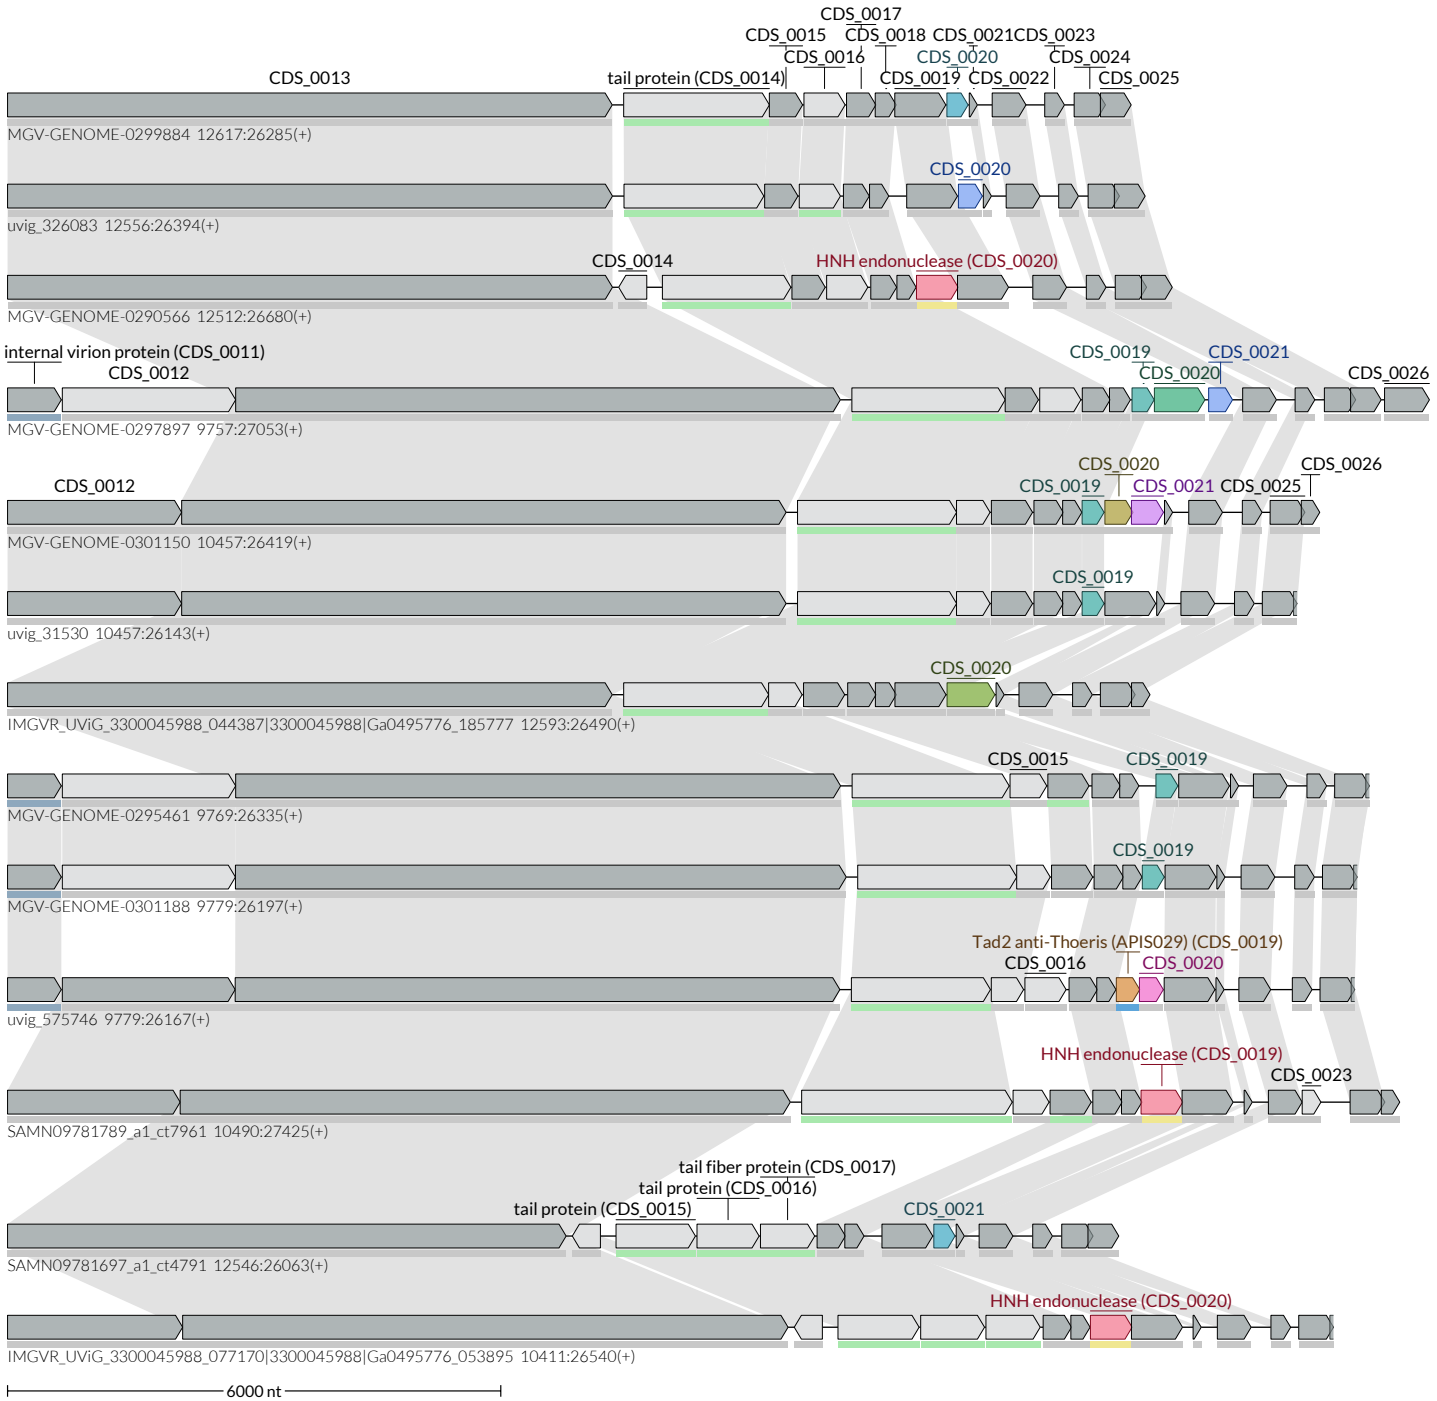 CDS_0017
CDS_0015 CDS_0018 CDS_0021 CDS_0023
CDS_0013 CDS_0016 CDS_0020 CDS_0024
tail protein (CDS_0014) CDS_0019 CDS_0022 CDS_0025
MGV-GENOME-0299884 12617:26285(+)
CDS_0020
uvig_326083 12556:26394(+)
CDS_0014 HNH endonuclease (CDS_0020)
MGV-GENOME-0290566 12512:26680(+)
internal virion protein (CDS_0011) CDS_0019 CDS_0021
CDS_0012 CDS_0020 CDS_0026
MGV-GENOME-0297897 9757:27053(+)
CDS_0020 CDS_0026
CDS_0012 CDS_0019 CDS_0021 CDS_0025
MGV-GENOME-0301150 10457:26419(+)
CDS_0019
uvig_31530 10457:26143(+)
CDS_0020
IMGVR_UViG_3300045988_044387|3300045988|Ga0495776_185777 12593:26490(+)
CDS_0015 CDS_0019
MGV-GENOME-0295461 9769:26335(+)
CDS_0019
MGV-GENOME-0301188 9779:26197(+)
Tad2 anti-Thoeris (APIS029) (CDS_0019)
CDS_0016 CDS_0020
uvig_575746 9779:26167(+)
HNH endonuclease (CDS_0019)
CDS_0023
SAMN09781789_a1_ct7961 10490:27425(+)
tail fiber protein (CDS_0017)
tail protein (CDS_0016)
tail protein (CDS_0015) CDS_0021
SAMN09781697_a1_ct4791 12546:26063(+)
HNH endonuclease (CDS_0020)
IMGVR_UViG_3300045988_077170|3300045988|Ga0495776_053895 10411:26540(+)
6000 nt